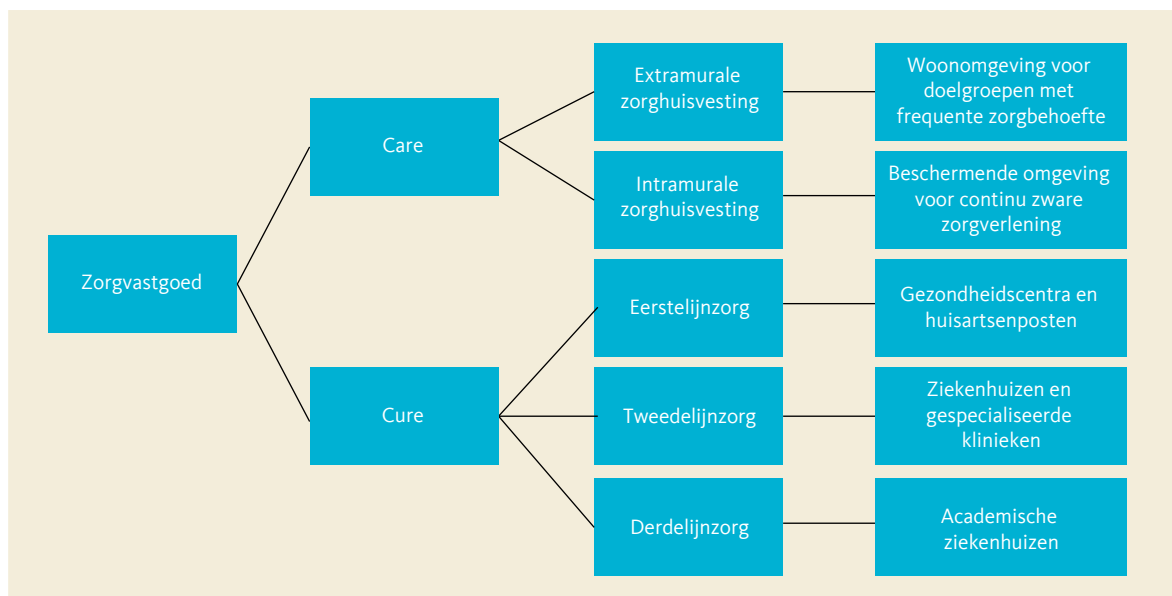 Zorgvastgoed
Care
Cure
Extramurale
zorghuisvesting
Intramurale
zorghuisvesting
Eerstelijnzorg
Tweedelijnzorg
Derdelijnzorg
Woonomgeving voor
doelgroepen met
frequente zorgbehoefte
Beschermende omgeving
voor continu zware
zorgverlening
Gezondheidscentra en
huisartsenposten
Ziekenhuizen en
gespecialiseerde
klinieken
Academische
ziekenhuizen